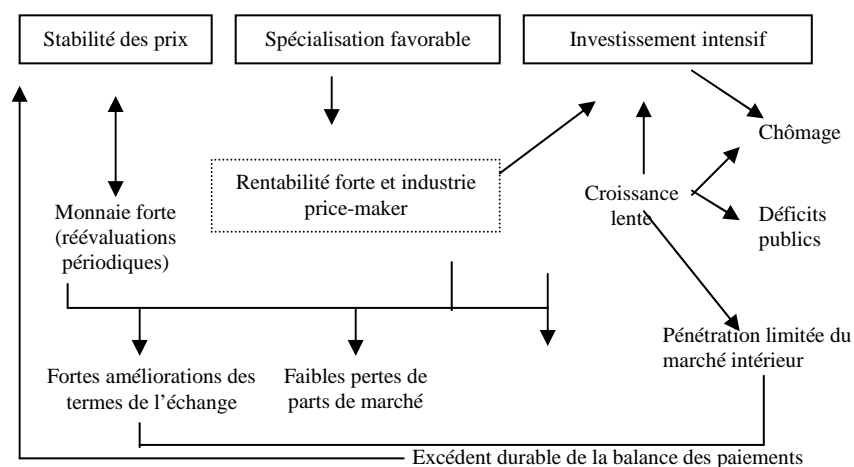 Stabilité des prix
Spécialisation favorable
Investissement intensif
Chômage
Rentabilité forte et industrie
price-maker
Croissance
lente
Monnaie forte
(réévaluations
périodiques)
Déficits
publics
Pénétration limitée du
marché intérieur
Fortes améliorations des
termes de l’échange
Faibles pertes de
parts de marché
Excédent durable de la balance des paiements